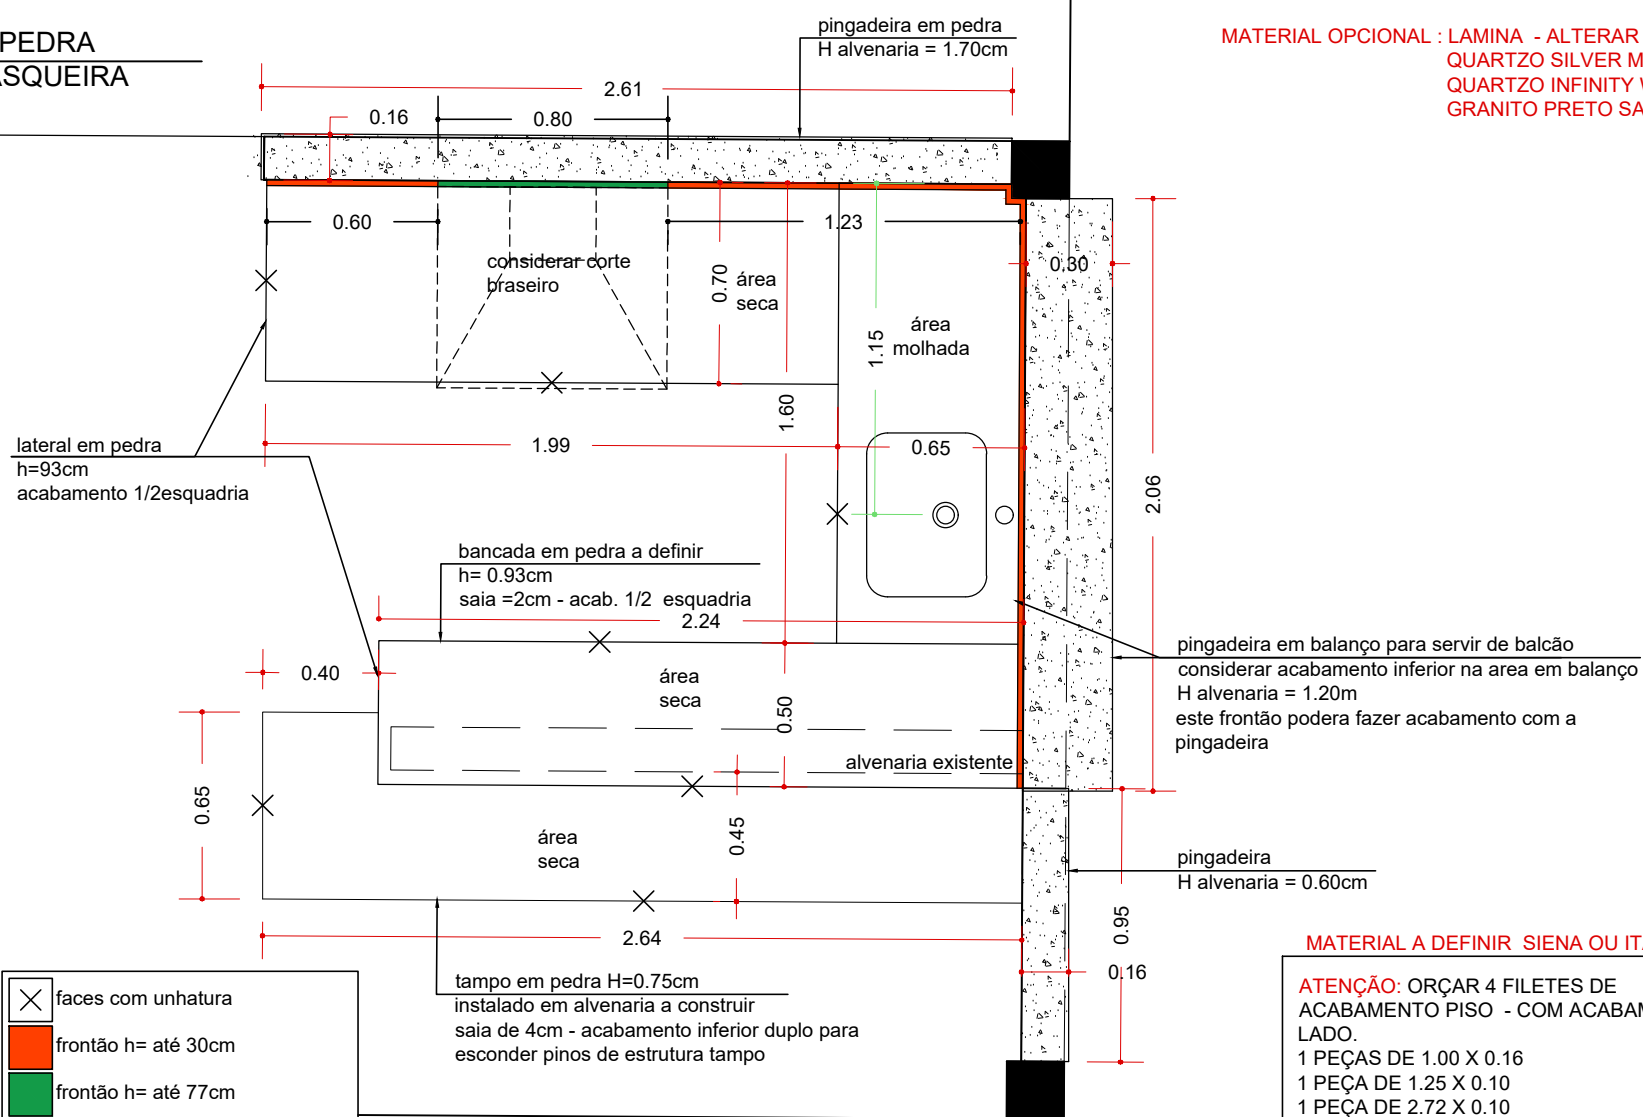 PEDRA
pingadeira em pedra
H alvenaria = 1.70cm
MATERIAL OPCIONAL : LAMINA - ALTERAR
QUARTZO SILVER
QUARTZO INFINITY
GRANITO PRETO
2.61
0.16
0.80
0.60
1.23
0.30
considerar corte
braseiro
0.70
área
seca
1.15
área
molhada
1.60
lateral em pedra
h=93cm
acabamento 1/2esquadria
1.99
0.65
2.06
bancada em pedra a definir
h= 0.93cm
saia =2cm - acab. 1/2 esquadria
2.24
pingadeira em balanço para servir de balcão
considerar acabamento inferior na area em balanço
H alvenaria = 1.20m
este frontão podera fazer acabamento com a
pingadeira
0.40
área
seca
0.50
alvenaria existente
0.65
área
seca
0.45
pingadeira
H alvenaria = 0.60cm
0.95
2.64
0.16
tampo em pedra H=0.75cm
instalado em alvenaria a construir
saia de 4cm - acabamento inferior duplo para
esconder pinos de estrutura tampo
faces com unhatura
frontão h= até 30cm
frontão h= até 77cm
MATERIAL A DEFINIR SIENA OU
ATENÇÃO: ORÇAR 4 FILETES DE
ACABAMENTO PISO - COM
LADO.
1 PEÇAS DE 1.00 X 0.16
1 PEÇA DE 1.25 X 0.10
1 PEÇA DE 2.72 X 0.10